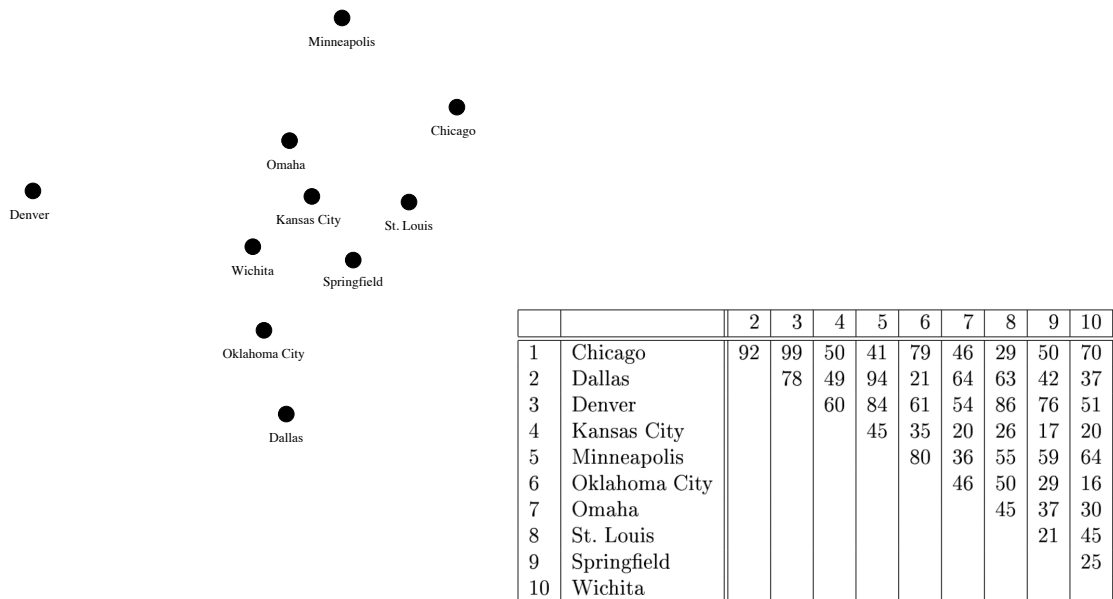 Minneapolis
Chicago
Omaha
Denver
Kansas City
St. Louis
Wichita
Springfield
Oklahoma City
Dallas
2 3 4 5 6 7 8 9 10
1 Chicago 92 99 50 41 79 46 29 50 70
2 Dallas 78 49 94 21 64 63 42 37
3 Denver 60 84 61 54 86 76 51
4 Kansas City 45 35 20 26 17 20
5 Minneapolis 80 36 55 59 64
6 Oklahoma City 46 50 29 16
7 Omaha 45 37 30
8 St. Louis 21 45
9 Springfield 25
10 Wichita